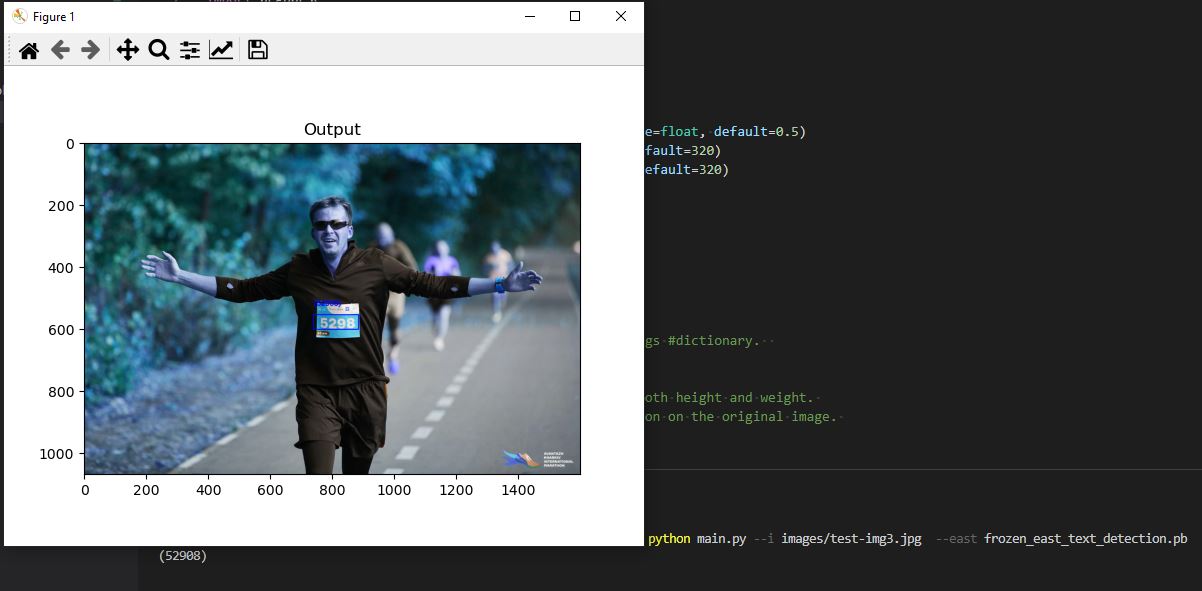 Figure 1
Output
0
200
400
600
800
1000
0 200 400 600 800 1000 1200 1400
5298
INTERNATIONAL
MARATHON
e=float, default=0.5)
fault=320)
efault=320)
gs #dictionary.
oth height and weight.
on on the original image.
python main.py --i images/test-img3.jpg --east frozen_east_text_detection.pb
(52908)